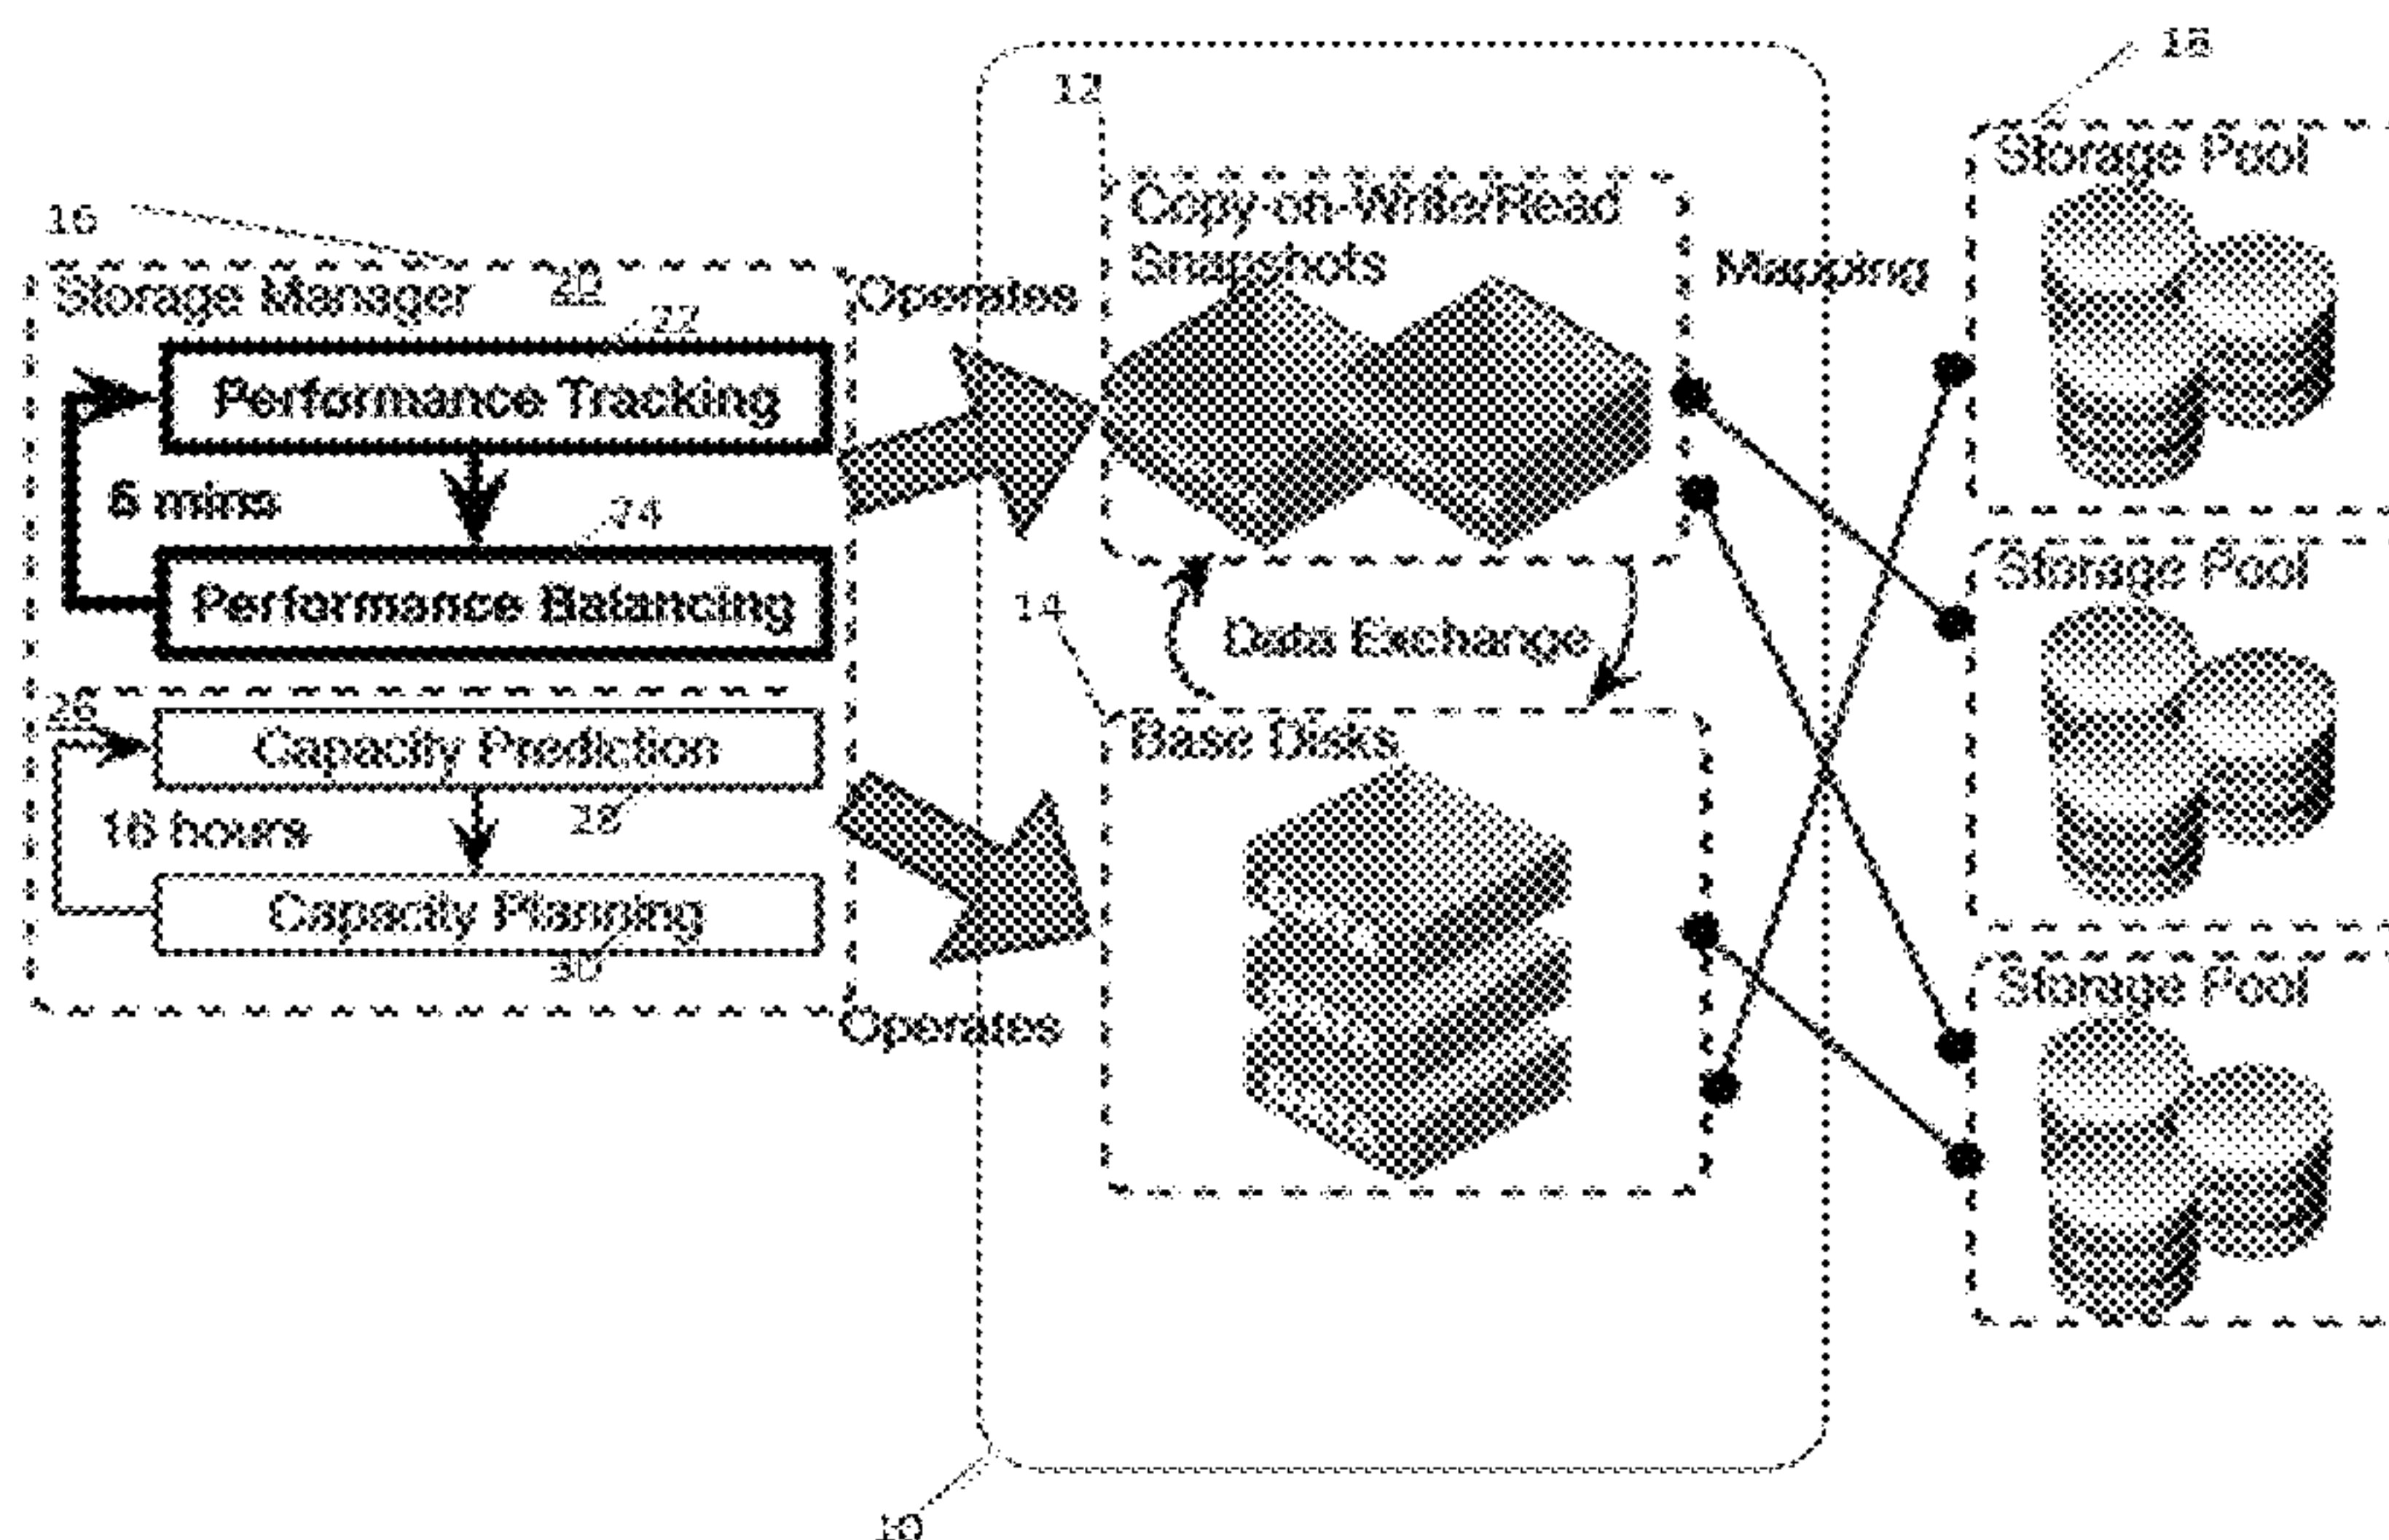 18
12
Storage Pool
16
Copy-on-Write/Read
Snapshots
Mapping
Storage Manager
20
Operates
22
Performance Tracking
24
Performance Balancing
Storage Pool
14
Data Exchange
26
Base Disks
Capacity Prediction
16 hours
28
Capacity Planning
30
Storage Pool
Operates
10